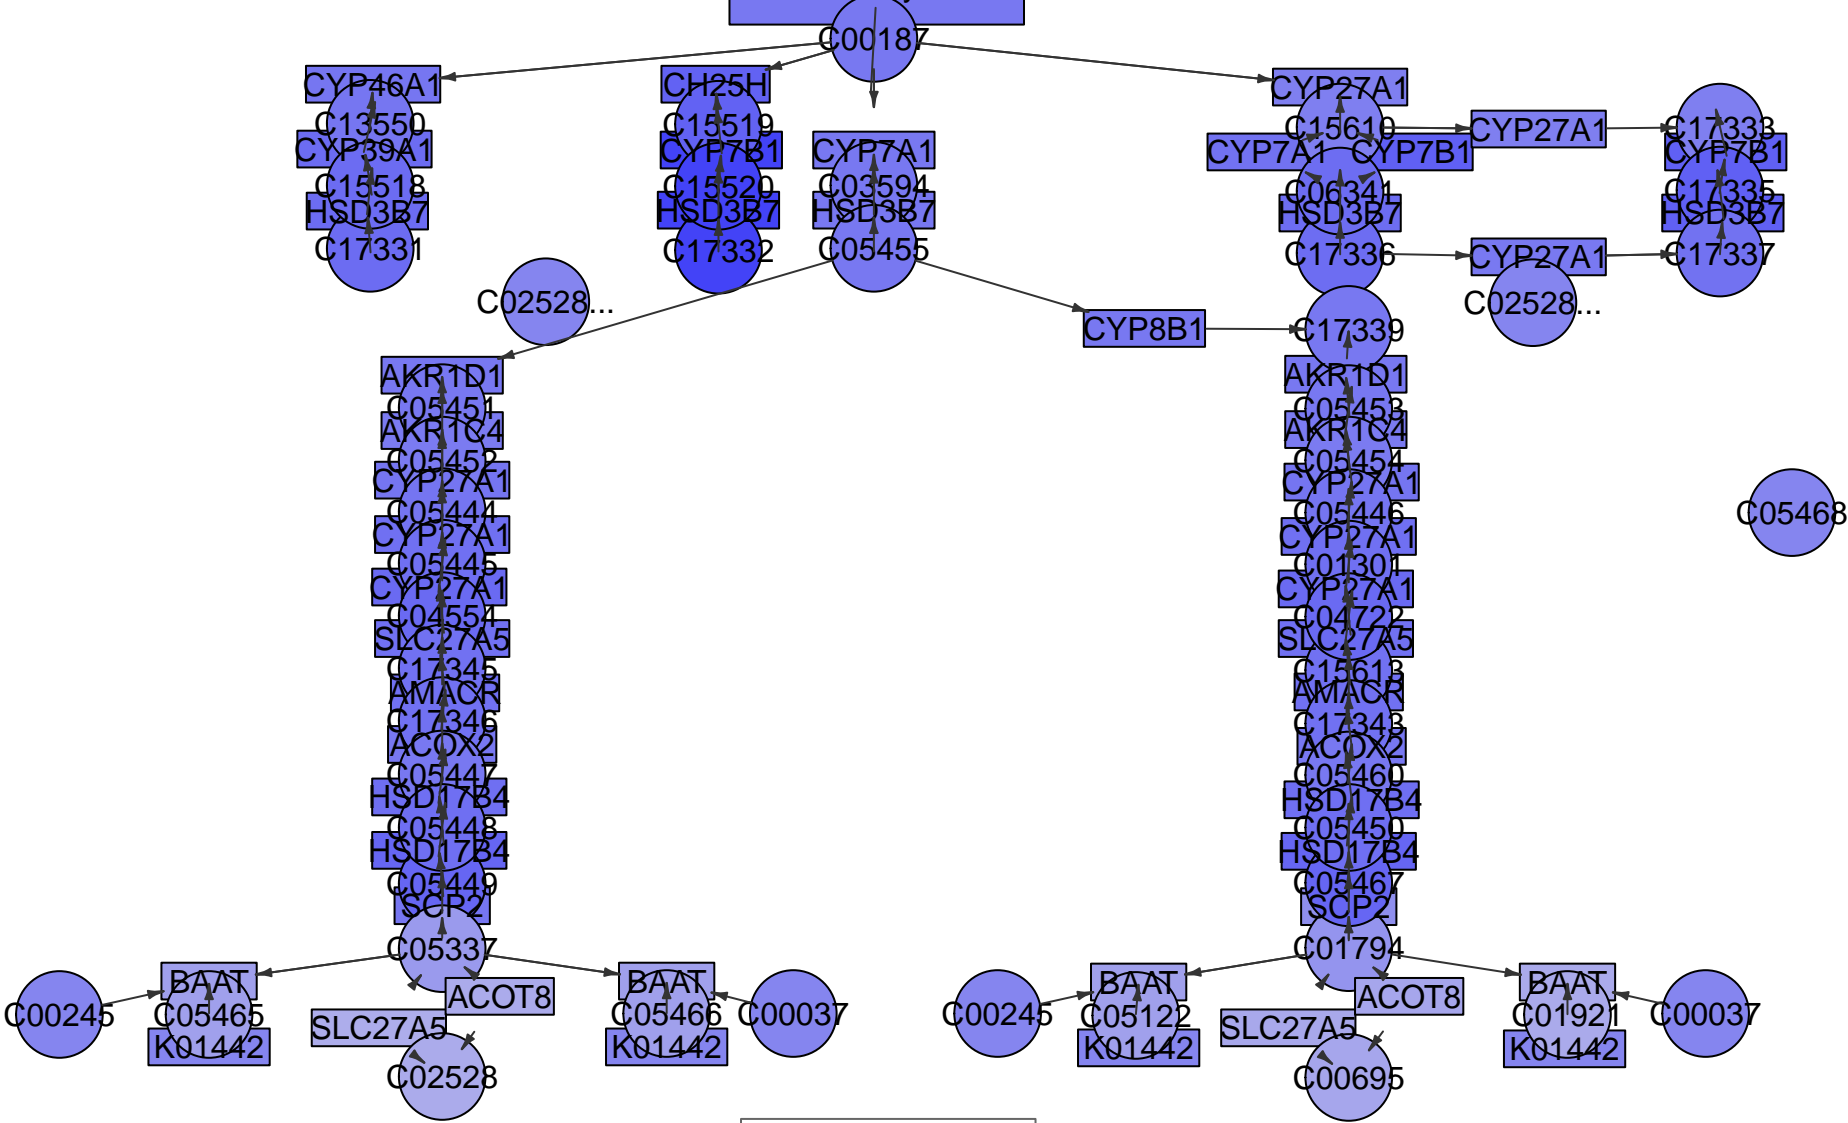 C00187
CYP46A1
C13550
CYP39A1
C15518
HSD3B7
C17331
CH25H
C15519
CYP7B1
C15520
HSD3B7
C17332
CYP7A1
C03594
HSD3B7
C05455
CYP27A1
C15610
CYP7A1
CYP7B1
C06341
HSD3B7
C17336
CYP27A1
C17333
CYP7B1
C17335
HSD3B7
C17337
CYP27A1
C02528...
C02528...
CYP8B1
C17339
AKR1D1
C05451
AKR1C4
C05452
CYP27A1
C05444
CYP27A1
C05445
CYP27A1
C04554
SLC27A5
C17345
AMACR
C17346
ACOX2
C05447
HSD17B4
C05448
HSD17B4
C05449
SCP2
C05337
AKR1D1
C05453
AKR1C4
C05454
CYP27A1
C05446
CYP27A1
C01301
CYP27A1
C04722
SLC27A5
C15613
AMACR
C17343
ACOX2
C05460
HSD17B4
C05450
HSD17B4
C05467
SCP2
C01794
C05468
C00245
BAAT
C05465
K01442
SLC27A5
ACOT8
C02528
BAAT
C05466
K01442
C00037
C00245
BAAT
C05122
K01442
SLC27A5
ACOT8
C00695
BAAT
C01921
K01442
C00037